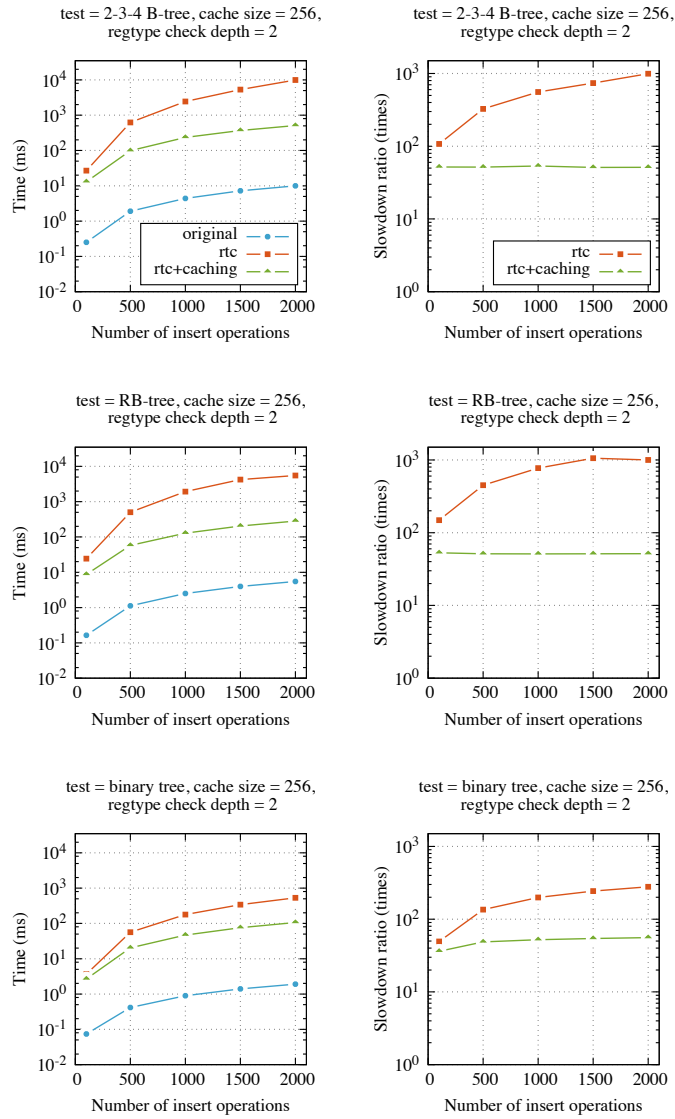 test = 2-3-4 B-tree, cache size = 256,
regtype check depth = 2
Time (ms)
10^4
10^3
10^2
10^1
10^0
10^-1
10^-2
original
rtc
rtc+caching
0 500 1000 1500 2000
Number of insert operations
test = 2-3-4 B-tree, cache size = 256,
regtype check depth = 2
Slowdown ratio (times)
10^3
10^2
10^1
10^0
rtc
rtc+caching
0 500 1000 1500 2000
Number of insert operations
test = RB-tree, cache size = 256,
regtype check depth = 2
Time (ms)
10^4
10^3
10^2
10^1
10^0
10^-1
10^-2
0 500 1000 1500 2000
Number of insert operations
test = RB-tree, cache size = 256,
regtype check depth = 2
Slowdown ratio (times)
10^3
10^2
10^1
10^0
0 500 1000 1500 2000
Number of insert operations
test = binary tree, cache size = 256,
regtype check depth = 2
Time (ms)
10^4
10^3
10^2
10^1
10^0
10^-1
10^-2
0 500 1000 1500 2000
Number of insert operations
test = binary tree, cache size = 256,
regtype check depth = 2
Slowdown ratio (times)
10^3
10^2
10^1
10^0
0 500 1000 1500 2000
Number of insert operations